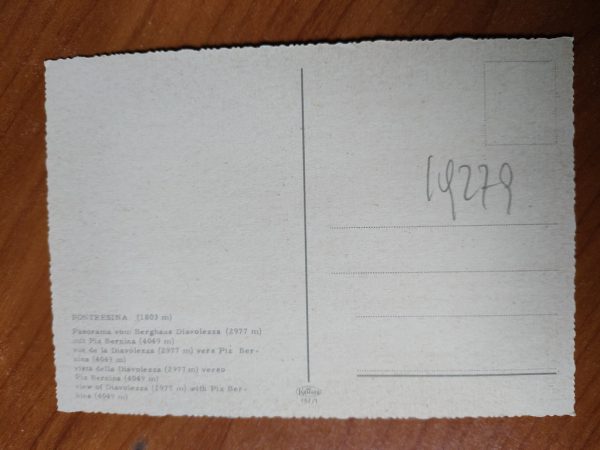 PONTRESINA (1803 m)
Panorama vom Berghaus Diavolezza (2977 m)
mit Piz Bernina (4049 m)
vue de la Diavolezza (2977 m) vers Piz Ber-
nina (4049 m)
vista della Diavolezza (2977 m) verso
Piz Bernina (4049 m)
view of Diavolezza (2977 m) with Piz Ber-
nina (4049 m)
19279